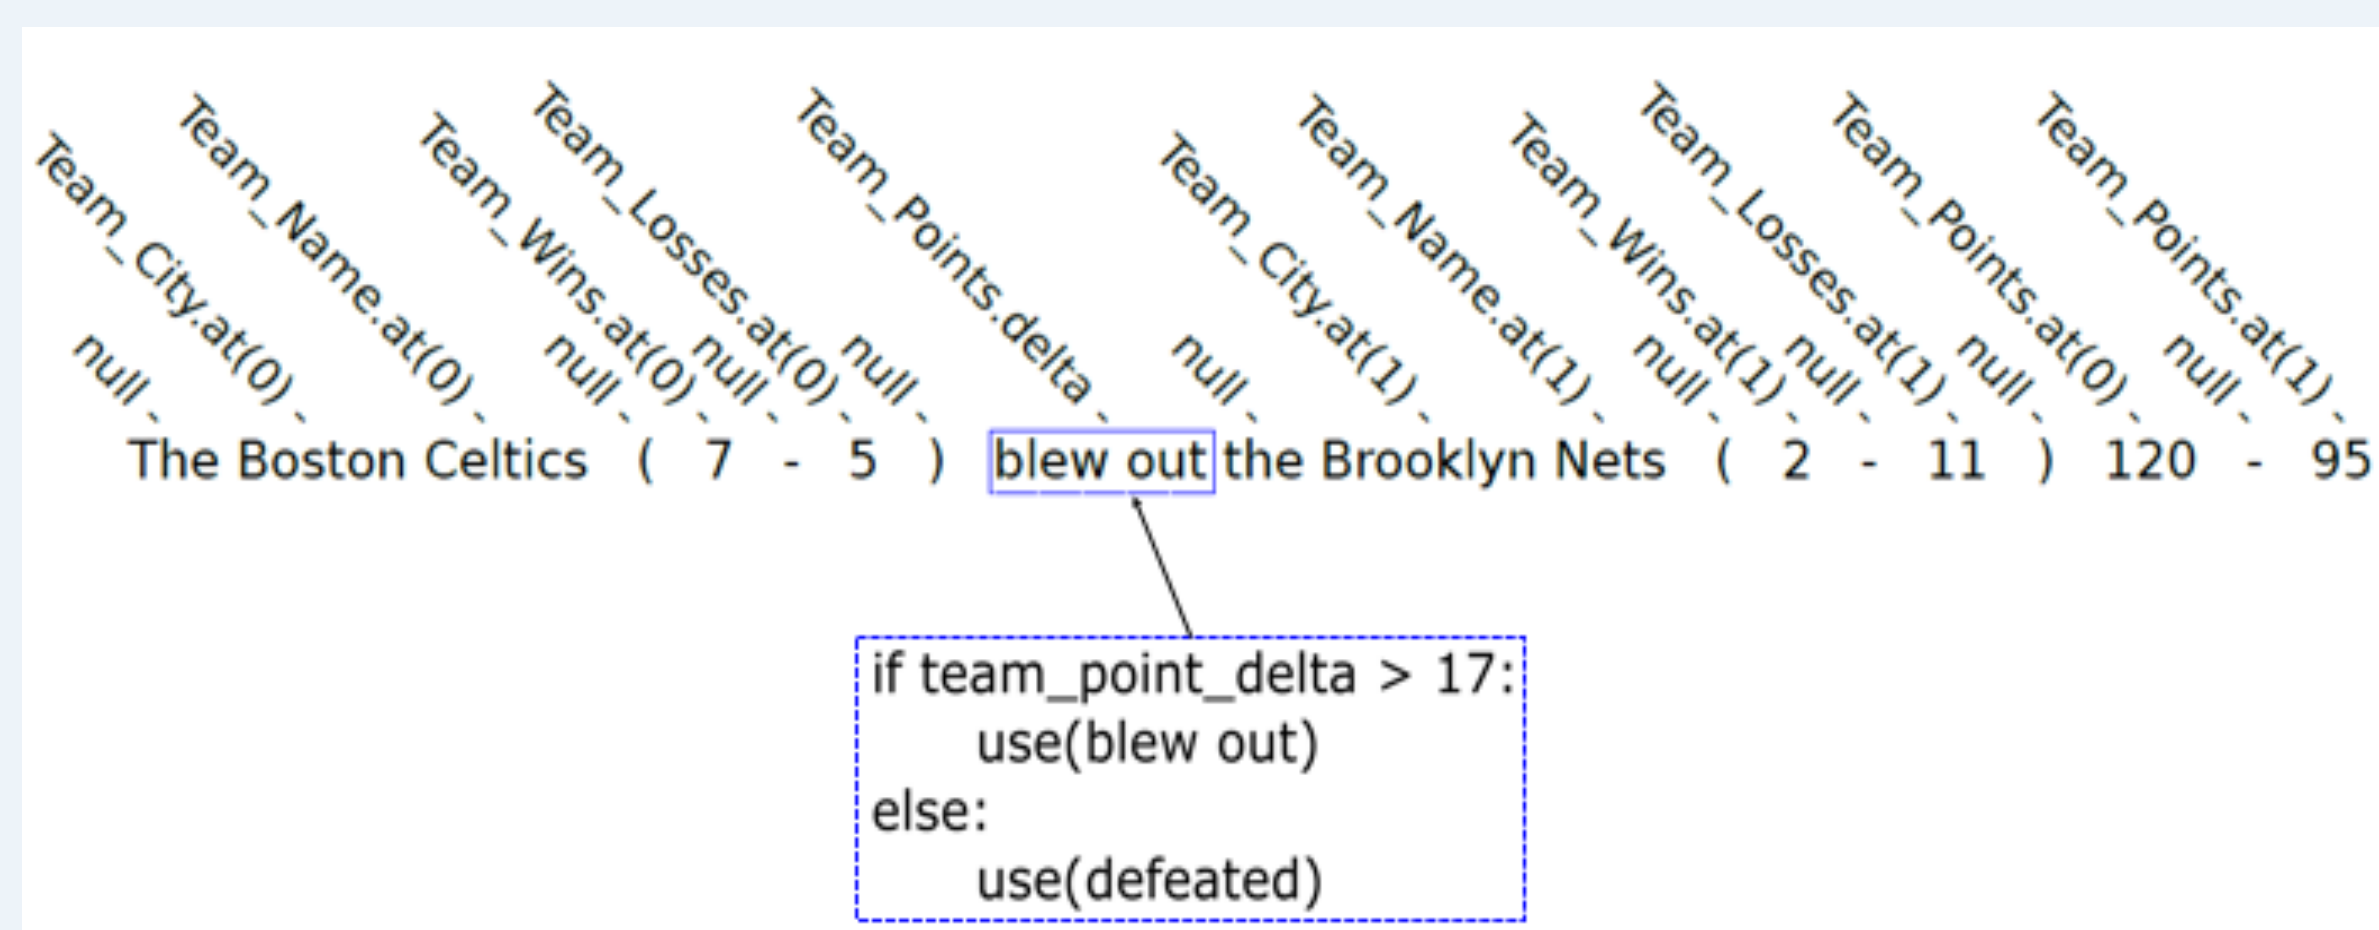 null -
Team_City.at(0) -
Team_Name.at(0) -
null -
Team_Wins.at(0) -
null -
Team_Losses.at(0) -
null -
Team_Points.delta -
null -
Team_City.at(1) -
Team_Name.at(1) -
null -
Team_Wins.at(1) -
null -
Team_Losses.at(1) -
null -
Team_Points.at(0) -
null -
Team_Points.at(1) -
The Boston Celtics ( 7 - 5 ) blew out the Brooklyn Nets ( 2 - 11 ) 120 - 95
if team_point_delta > 17:
use(blew out)
else:
use(defeated)